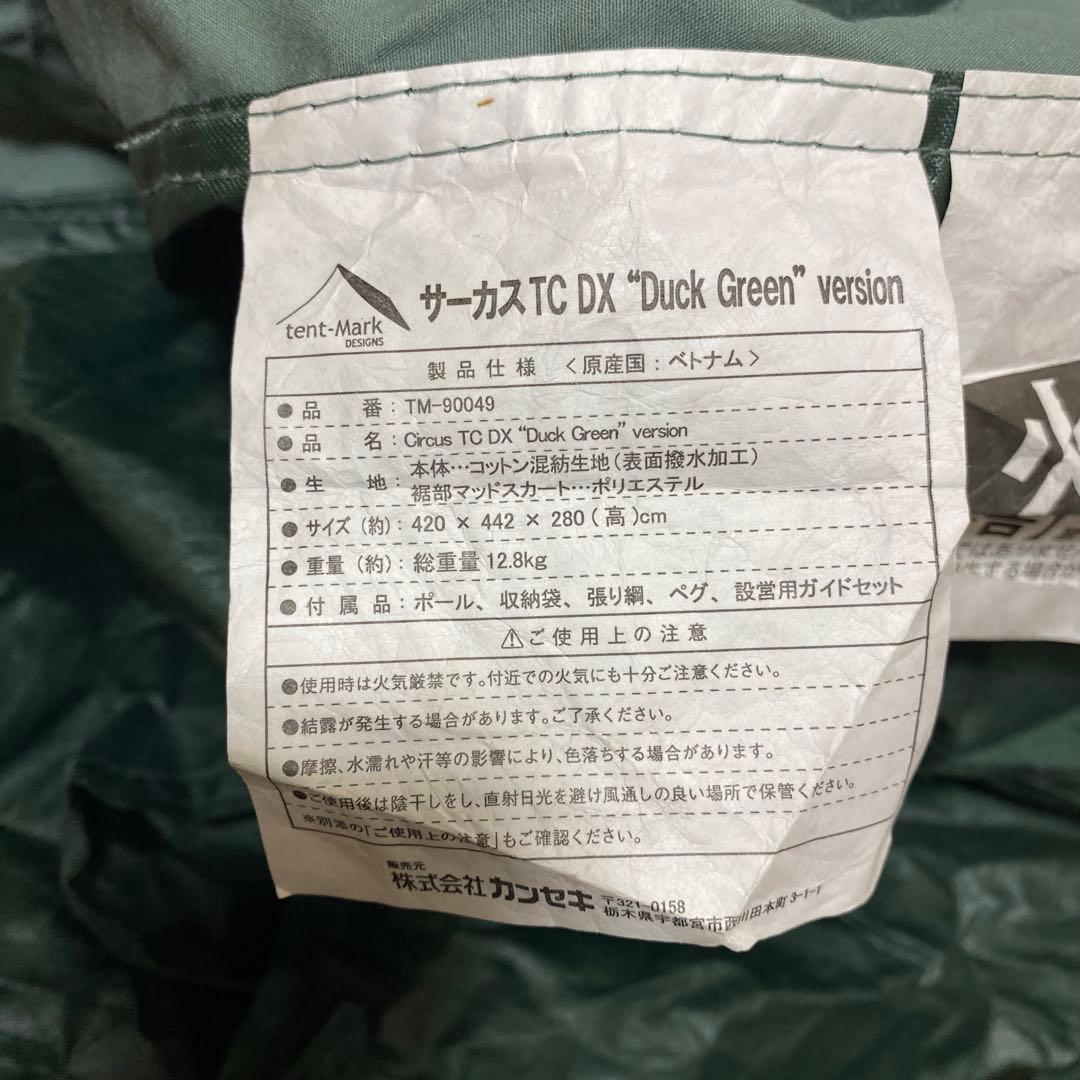 tent-Mark
DESIGNS
サーカスTC DX “Duck Green” version
製品仕様 〈原産国：ベトナム〉
●品番：TM-90049
●品名：Circus TC DX “Duck Green” version
●生地：本体…コットン混紡生地（表面撥水加工）
裾部マッドスカート…ポリエステル
●サイズ（約）：420 × 442 × 280（高）cm
●重量（約）：総重量12.8kg
●付属品：ポール、収納袋、張り綱、ペグ、設営用ガイドセット
⚠ご使用上の注意
●使用時は火気厳禁です。付近での火気にも十分ご注意ください。
●結露が発生する場合があります。ご了承ください。
●摩擦、水濡れや汗等の影響により、色落ちする場合があります。
●ご使用後は陰干しをし、直射日光を避け風通しの良い場所で保管ください。
※別添の「ご使用上の注意」もご確認ください。
販売元
株式会社カンセキ 〒321-0158
栃木県宇都宮市西川田本町3-1-1